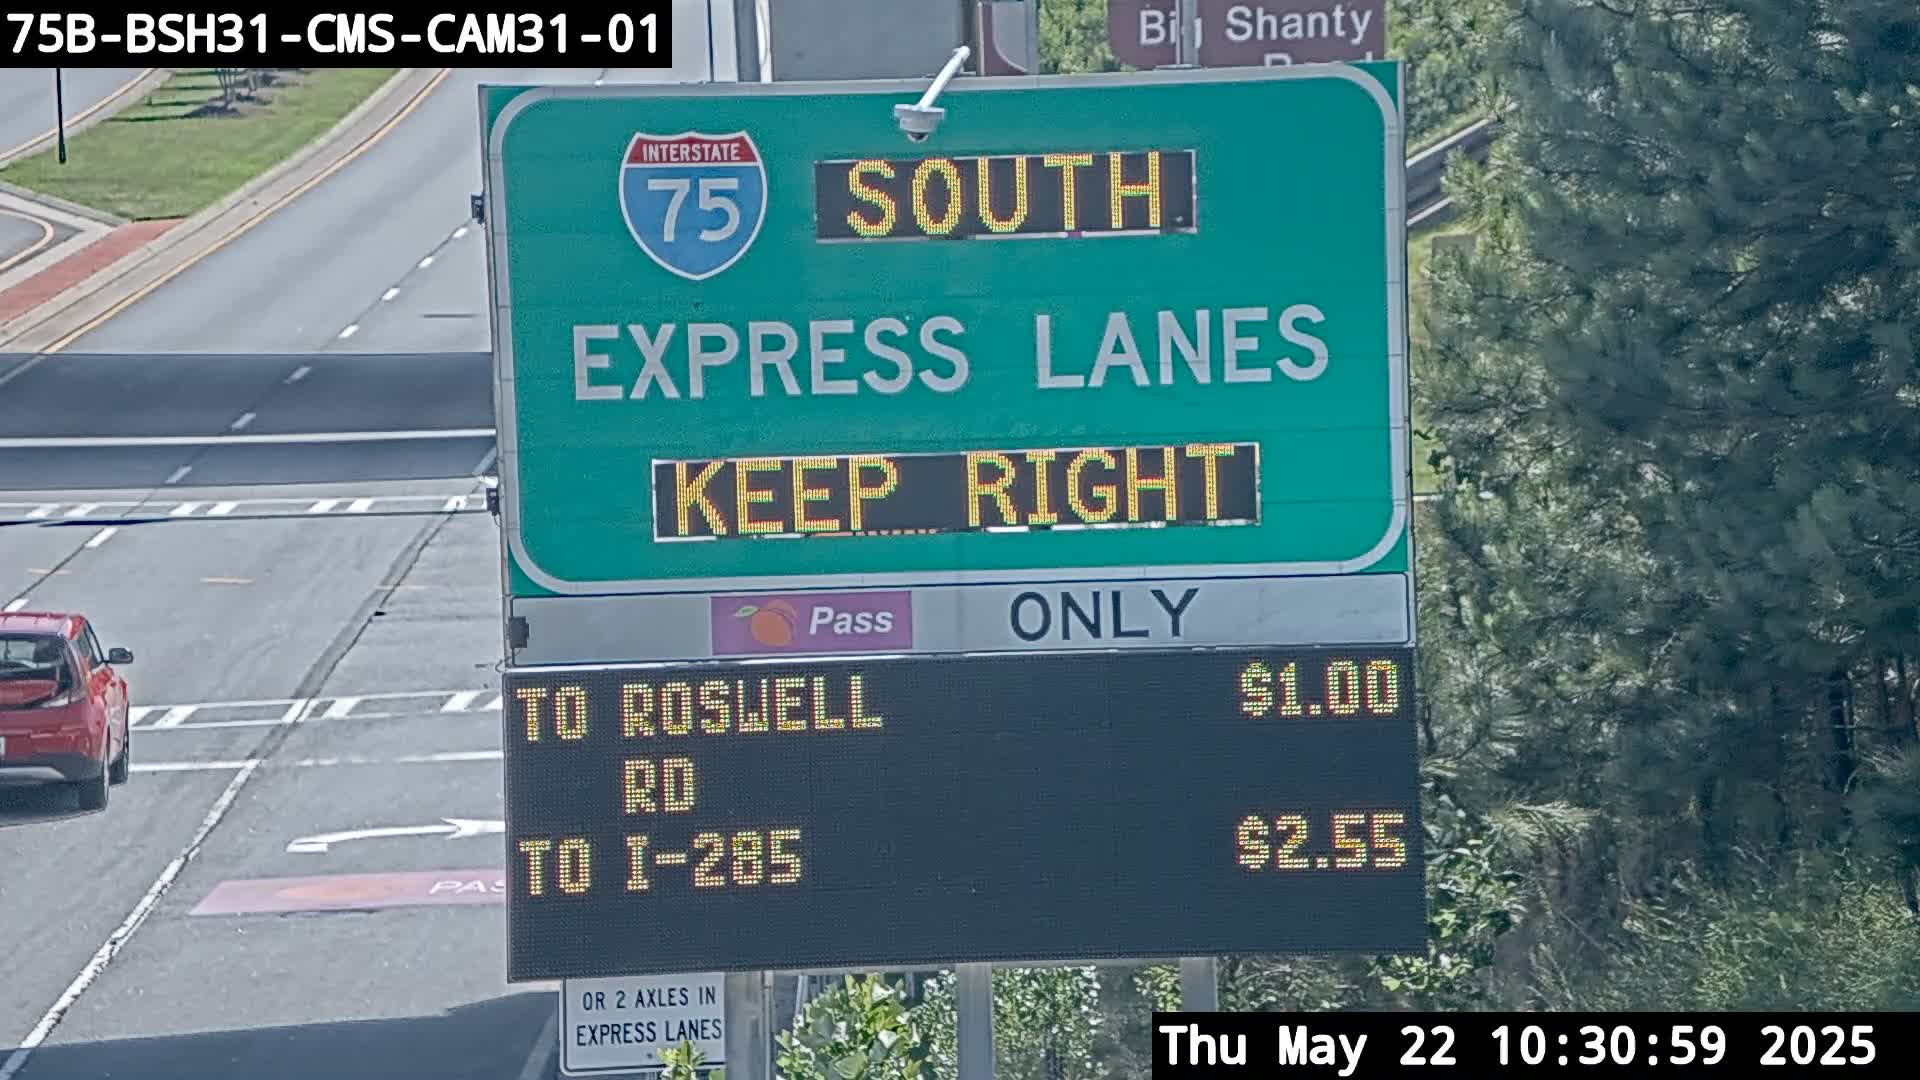 75B-BSH31-CMS-CAM31-01
Big Shanty
INTERSTATE
75
SOUTH
EXPRESS LANES
KEEP RIGHT
Pass
ONLY
TO ROSWELL $1.00
RD
TO I-285 $2.55
OR 2 AXLES IN
EXPRESS LANES
Thu May 22 10:30:59 2025